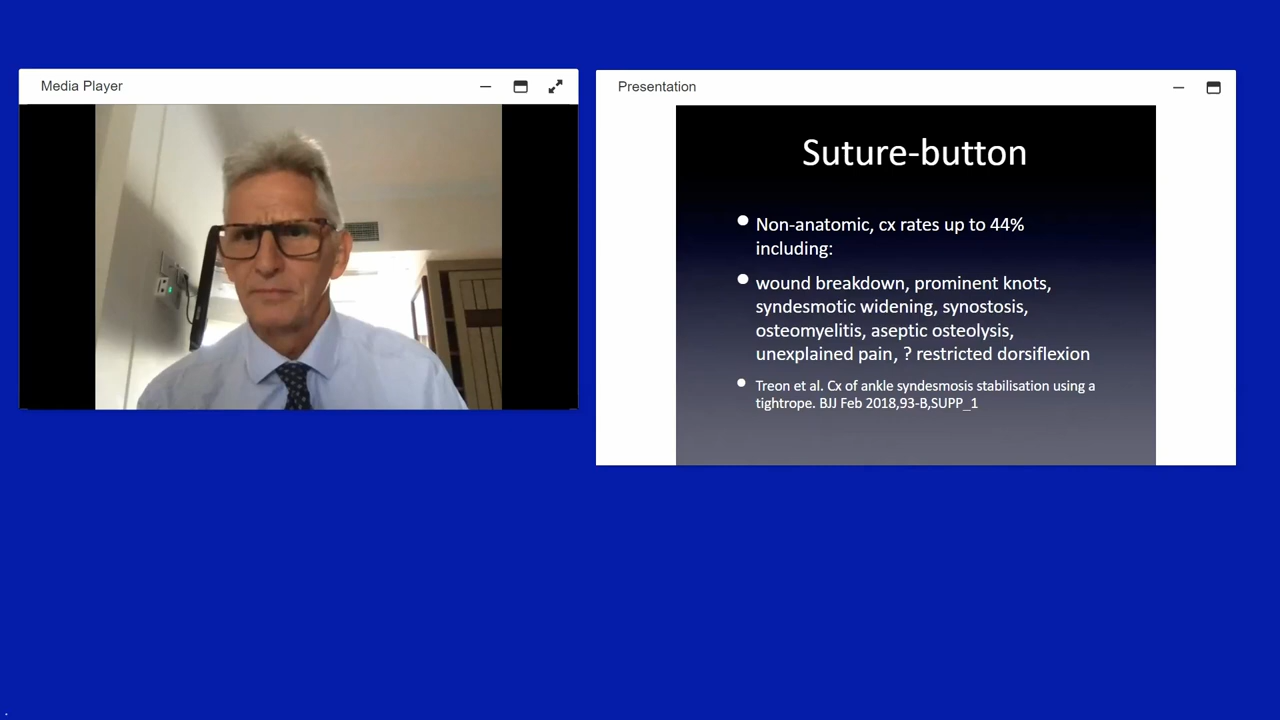 Media Player
Presentation
Suture-button
Non-anatomic, cx rates up to 44%
including:
wound breakdown, prominent knots,
syndesmotic widening, synostosis,
osteomyelitis, aseptic osteolysis,
unexplained pain, ? restricted dorsiflexion
Treon et al. Cx of ankle syndesmosis stabilisation using a
tightrope. BJJ Feb 2018,93-B,SUPP_1